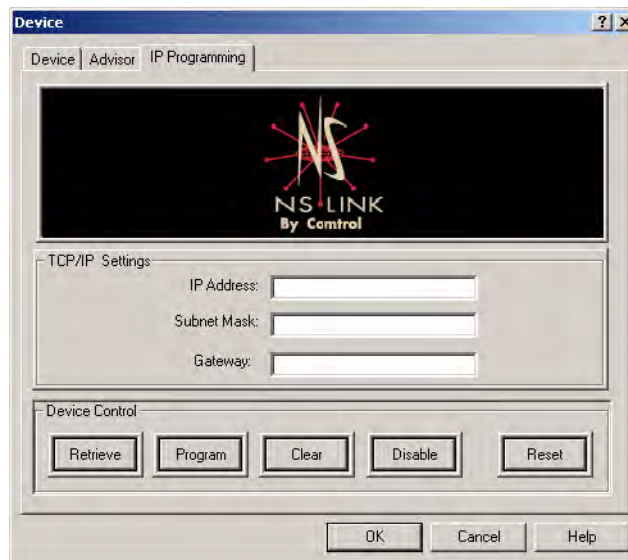 Device
Device Advisor IP Programming
NS
NS LINK
By Comtrol
TCP/IP Settings
IP Address:
Subnet Mask:
Gateway:
Device Control
Retrieve Program Clear Disable Reset
OK Cancel Help